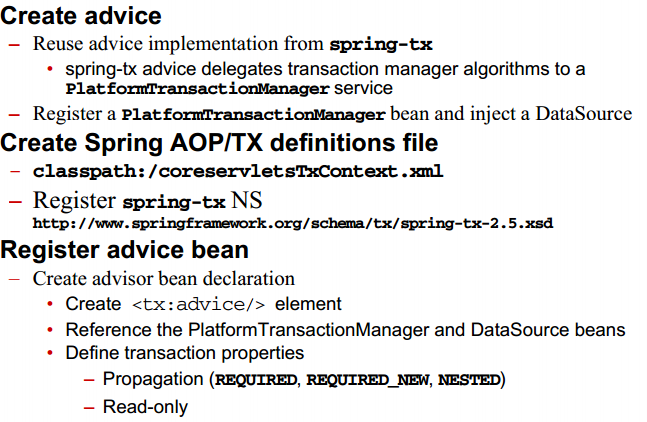 Create advice
– Reuse advice implementation from spring-tx
• spring-tx advice delegates transaction manager algorithms to a
PlatformTransactionManager service
– Register a PlatformTransactionManager bean and inject a DataSource
Create Spring AOP/TX definitions file
– classpath:/coreservletsTxContext.xml
– Register spring-tx NS
http://www.springframework.org/schema/tx/spring-tx-2.5.xsd
Register advice bean
– Create advisor bean declaration
• Create <tx:advice/> element
• Reference the PlatformTransactionManager and DataSource beans
• Define transaction properties
– Propagation (REQUIRED, REQUIRED_NEW, NESTED)
– Read-only